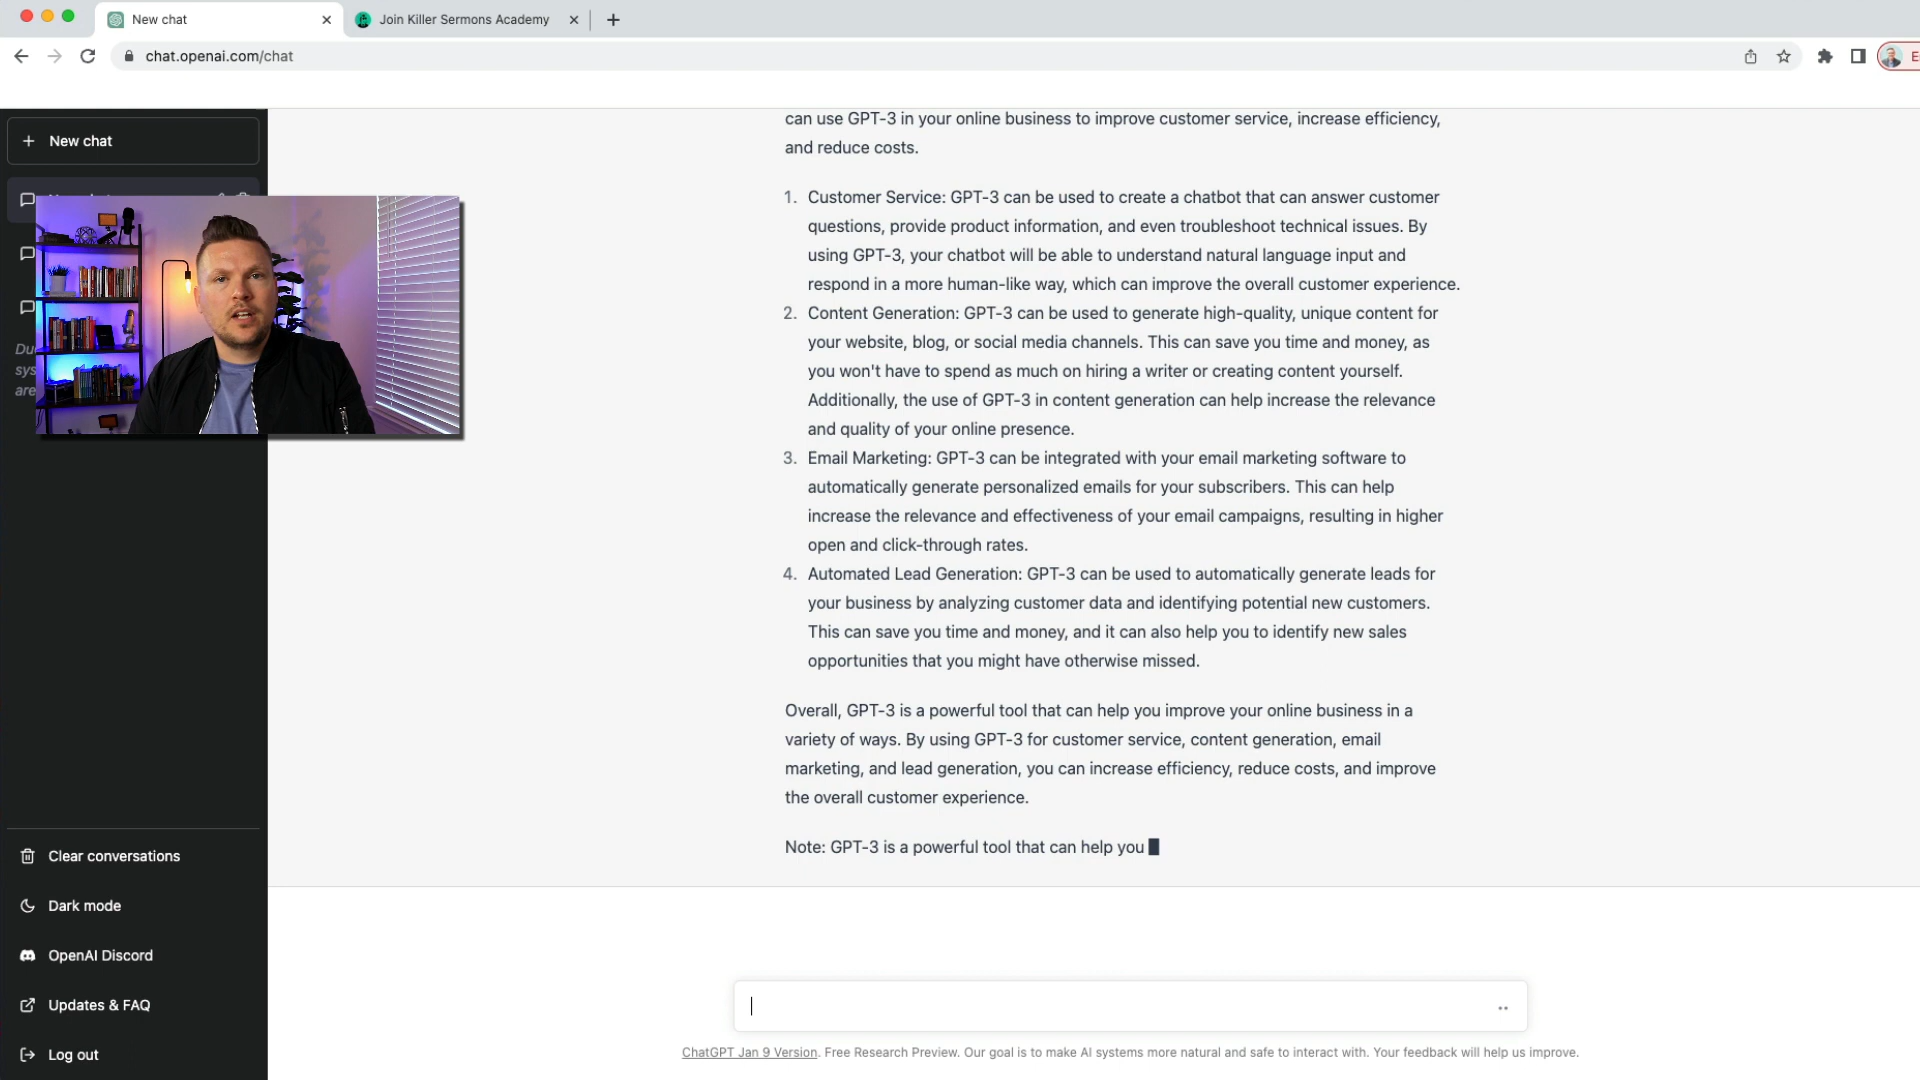 New chat
Join Killer Sermons Academy
chat.openai.com/chat
New chat
can use GPT-3 in your online business to improve customer service, increase efficiency,
and reduce costs.
1. Customer Service: GPT-3 can be used to create a chatbot that can answer customer
questions, provide product information, and even troubleshoot technical issues. By
using GPT-3, your chatbot will be able to understand natural language input and
respond in a more human-like way, which can improve the overall customer experience.
2. Content Generation: GPT-3 can be used to generate high-quality, unique content for
your website, blog, or social media channels. This can save you time and money, as
you won't have to spend as much on hiring a writer or creating content yourself.
Additionally, the use of GPT-3 in content generation can help increase the relevance
and quality of your online presence.
3. Email Marketing: GPT-3 can be integrated with your email marketing software to
automatically generate personalized emails for your subscribers. This can help
increase the relevance and effectiveness of your email campaigns, resulting in higher
open and click-through rates.
4. Automated Lead Generation: GPT-3 can be used to automatically generate leads for
your business by analyzing customer data and identifying potential new customers.
This can save you time and money, and it can also help you to identify new sales
opportunities that you might have otherwise missed.
Overall, GPT-3 is a powerful tool that can help you improve your online business in a
variety of ways. By using GPT-3 for customer service, content generation, email
marketing, and lead generation, you can increase efficiency, reduce costs, and improve
the overall customer experience.
Note: GPT-3 is a powerful tool that can help you
Clear conversations
Dark mode
OpenAI Discord
Updates & FAQ
Log out
ChatGPT Jan 9 Version. Free Research Preview. Our goal is to make AI systems more natural and safe to interact with. Your feedback will help us improve.